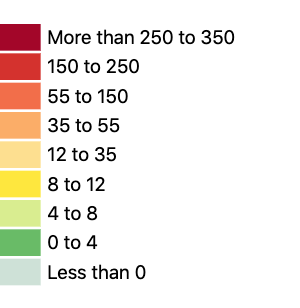 More than 250 to 350
150 to 250
55 to 150
35 to 55
12 to 35
8 to 12
4 to 8
0 to 4
Less than 0